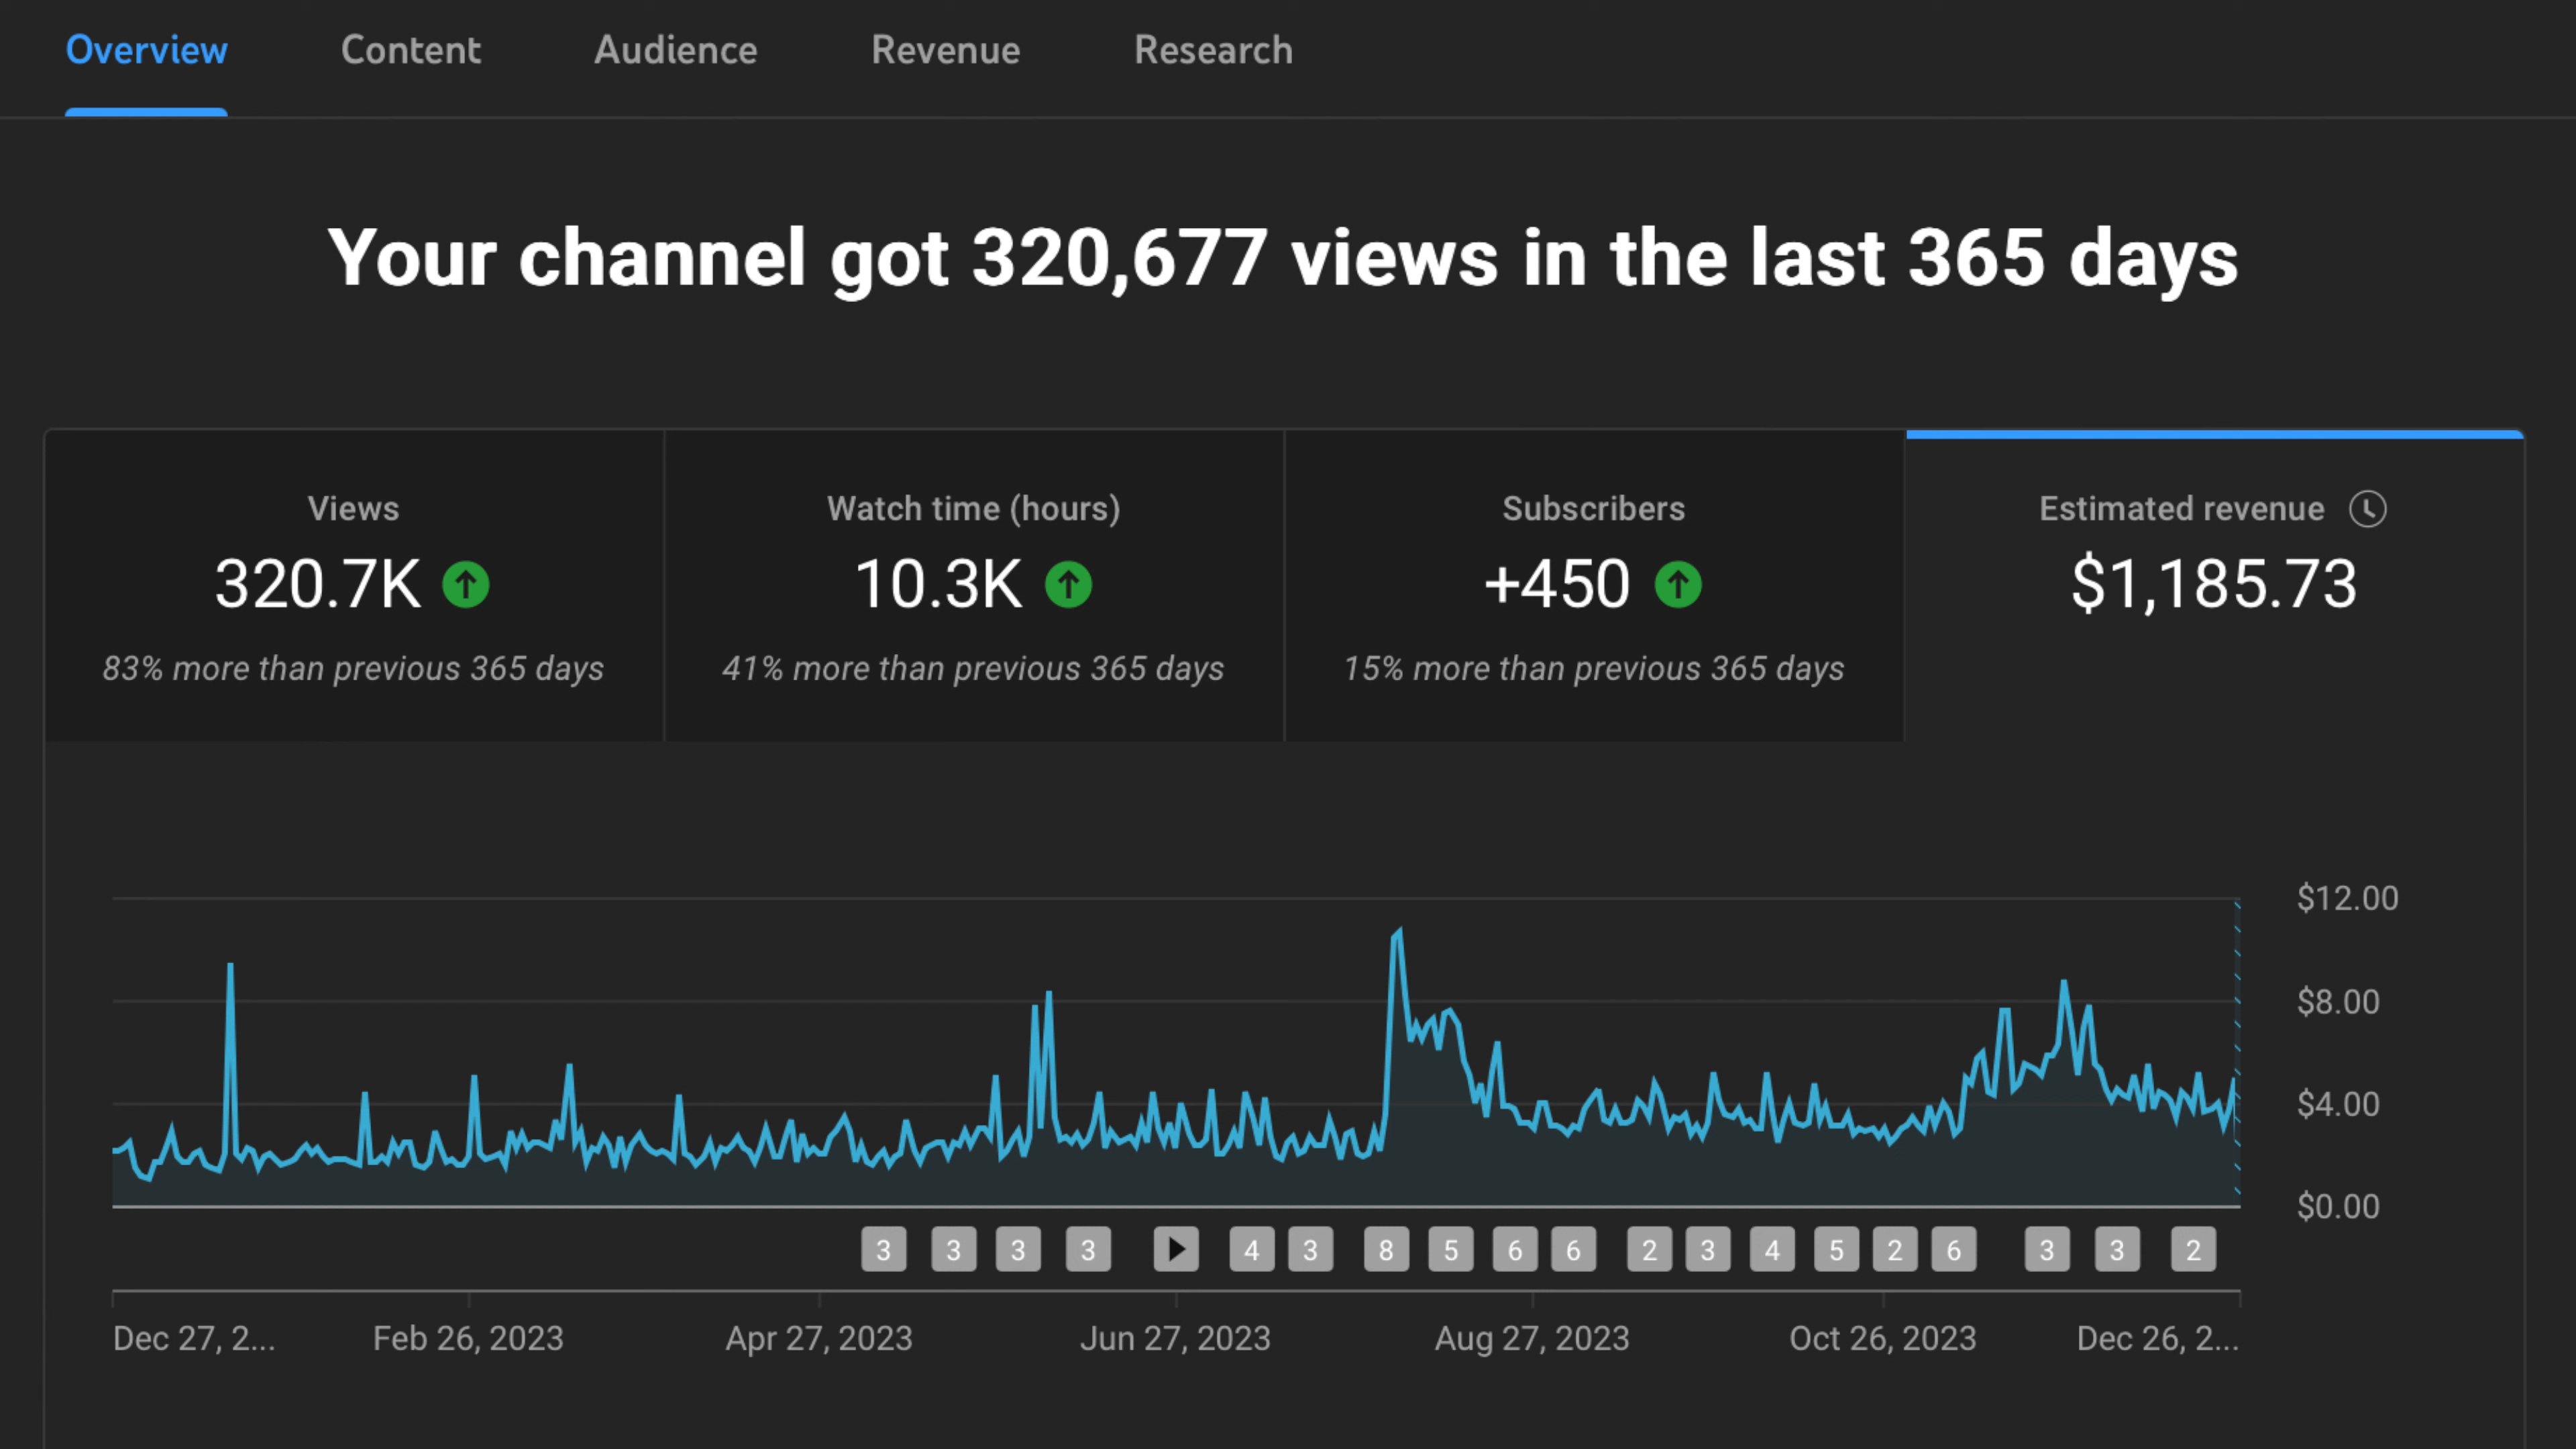 Overview Content Audience Revenue Research
Your channel got 320,677 views in the last 365 days
Views Watch time (hours) Subscribers Estimated revenue
320.7K 10.3K +450 $1,185.73
83% more than previous 365 days 41% more than previous 365 days 15% more than previous 365 days
$12.00
$8.00
$4.00
$0.00
3 3 3 3 4 3 8 5 6 6 2 3 4 5 2 6 3 3 2
Dec 27, 2... Feb 26, 2023 Apr 27, 2023 Jun 27, 2023 Aug 27, 2023 Oct 26, 2023 Dec 26, 2...